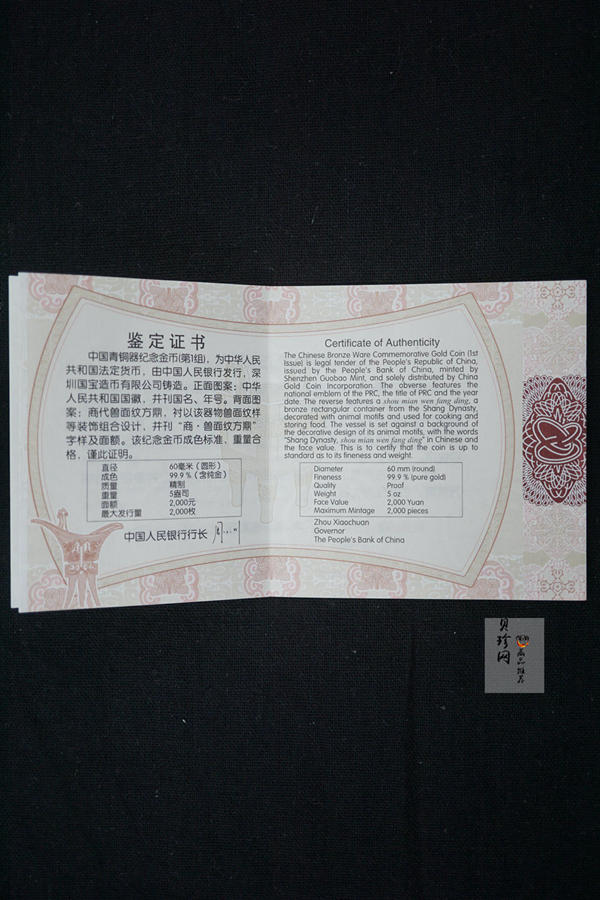 鉴定证书
中国青铜器纪念金币(第1组)，为中华人民
共和国法定货币，由中国人民银行发行，深
圳国宝造币有限公司铸造。正面图案：中华
人民共和国国徽，并刊国名、年号。背面图
案：商代兽面纹方鼎，衬以该器物兽面纹样
等装饰组合设计，并刊“商·兽面纹方鼎”
字样及面额。该纪念金币成色标准，重量合
格，谨此证明。
直径 60毫米（圆形）
成色 99.9％（含纯金）
质量 精制
重量 5盎司
面额 2,000元
最大发行量 2,000枚
中国人民银行行长
Certificate of Authenticity
The Chinese Bronze Ware Commemorative Gold Coin (1st
Issue) is legal tender of the People's Republic of China,
issued by the People's Bank of China, minted by
Shenzhen Guobao Mint, and solely distributed by China
Gold Coin Incorporation. The obverse features the
national emblem of the PRC, the title of PRC and the year
date. The reverse features a shou mian wen fang ding, a
bronze rectangular container from the Shang Dynasty,
decorated with animal motifs and used for cooking and
storing food. The vessel is set against a background of
the decorative design of its animal motifs, with the words
"Shang Dynasty, shou mian wen fang ding" in Chinese and
the face value. This is to certify that the coin is up to
standard as to its fineness and weight.
Diameter 60 mm (round)
Fineness 99.9 % (pure gold)
Quality Proof
Weight 5 oz
Face Value 2,000 Yuan
Maximum Mintage 2,000 pieces
Zhou Xiaochuan
Governor
The People's Bank of China
贝珍网
藏品推荐